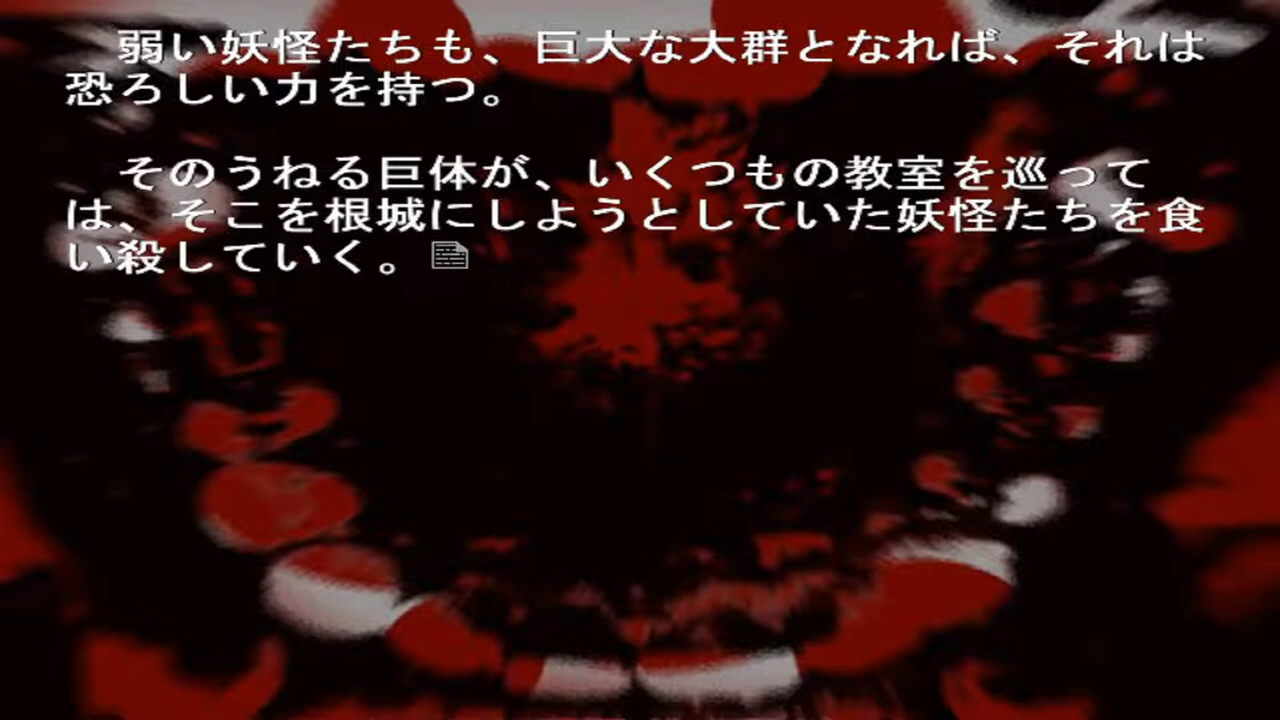 弱い妖怪たちも、巨大な大群となれば、それは
恐ろしい力を持つ。
そのうねる巨体が、いくつもの教室を巡って
は、そこを根城にしようとしていた妖怪たちを食
い殺していく。